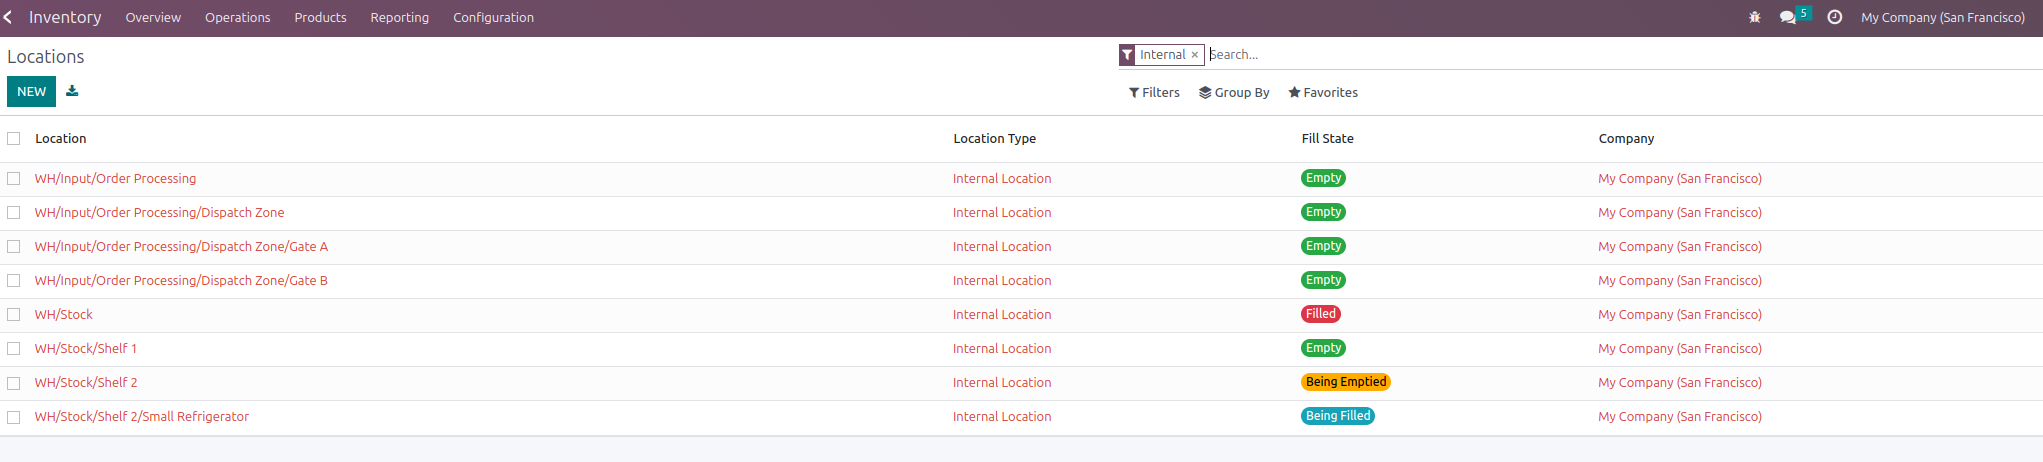 Inventory Overview Operations Products Reporting Configuration 5 My Company (San Francisco)
Locations Internal × Search...
NEW Filters Group By Favorites
Location Location Type Fill State Company
WH/Input/Order Processing Internal Location Empty My Company (San Francisco)
WH/Input/Order Processing/Dispatch Zone Internal Location Empty My Company (San Francisco)
WH/Input/Order Processing/Dispatch Zone/Gate A Internal Location Empty My Company (San Francisco)
WH/Input/Order Processing/Dispatch Zone/Gate B Internal Location Empty My Company (San Francisco)
WH/Stock Internal Location Filled My Company (San Francisco)
WH/Stock/Shelf 1 Internal Location Empty My Company (San Francisco)
WH/Stock/Shelf 2 Internal Location Being Emptied My Company (San Francisco)
WH/Stock/Shelf 2/Small Refrigerator Internal Location Being Filled My Company (San Francisco)